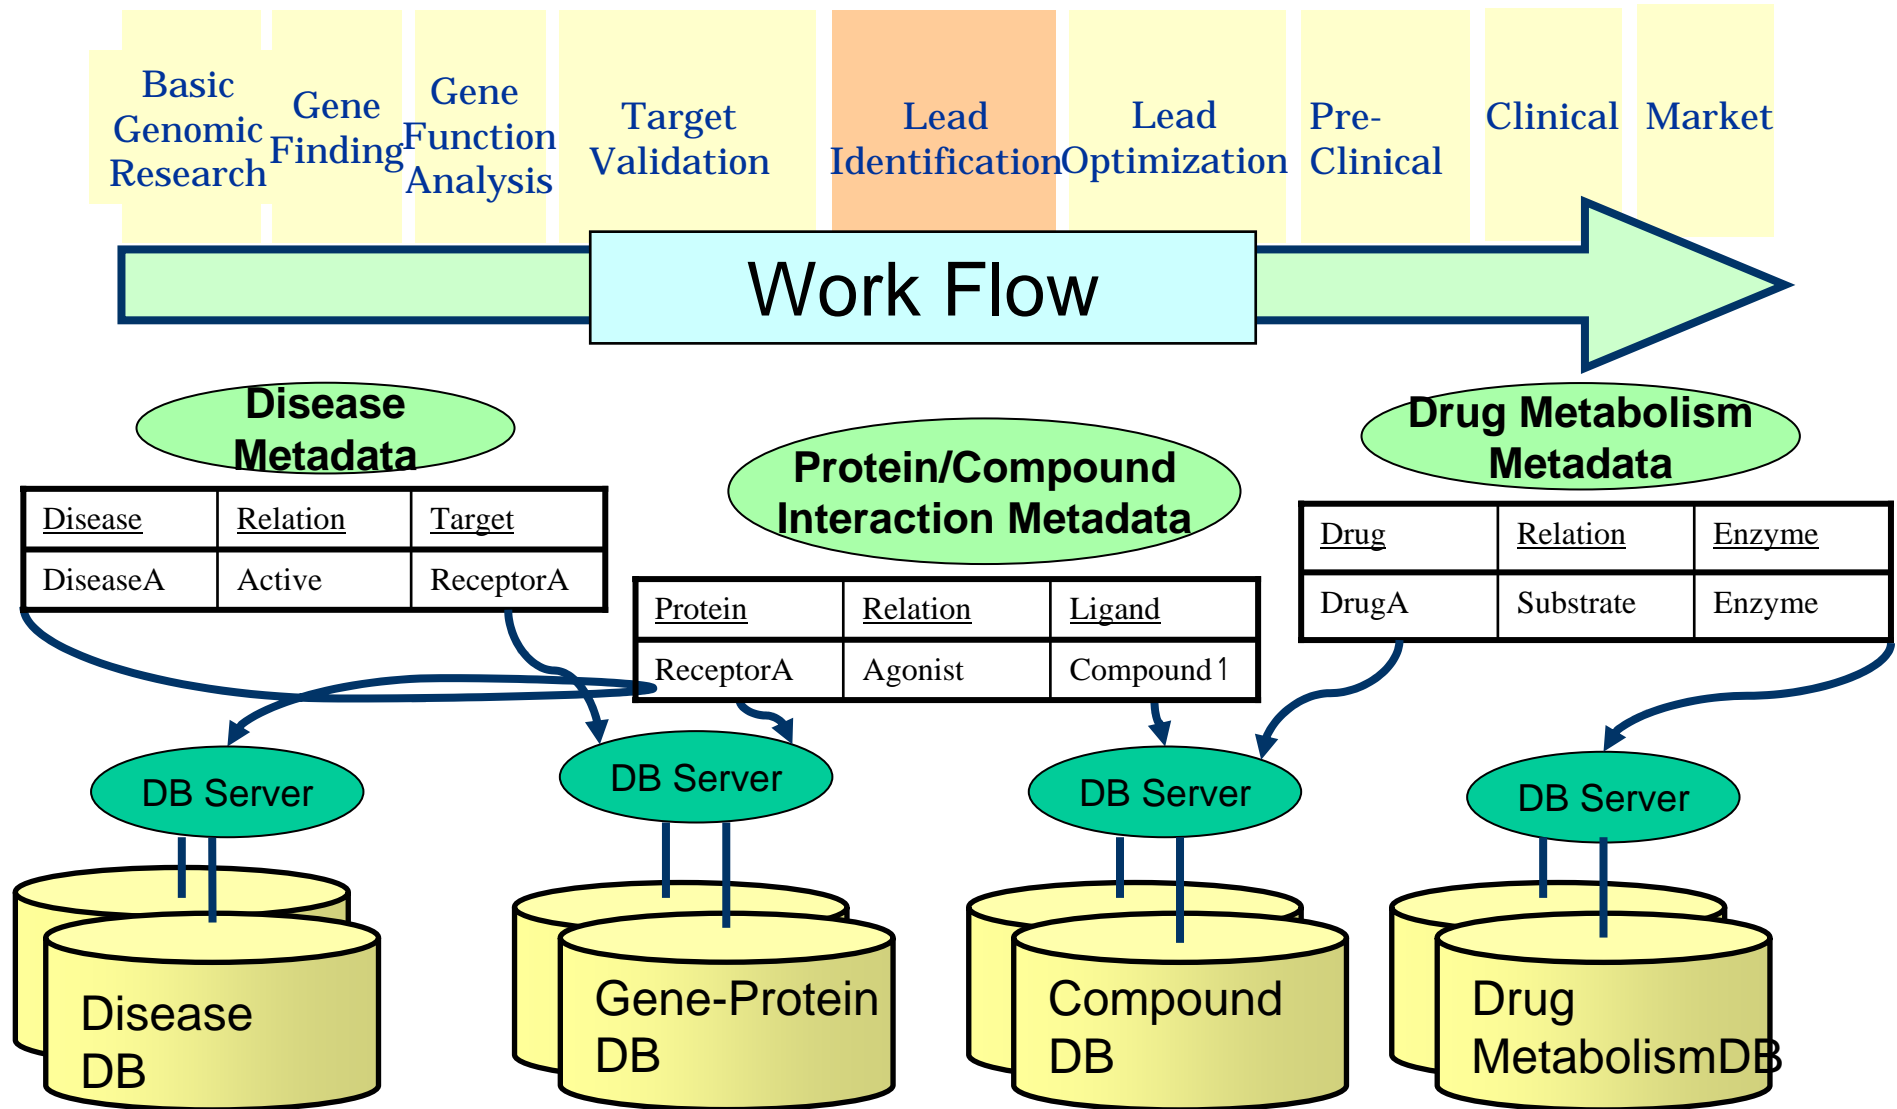 Basic
Genomic
Research
Gene
Finding
Gene
Function
Analysis
Target
Validation
Lead
Identification
Lead
Optimization
Pre-
Clinical
Clinical
Market
Work Flow
Disease
Metadata
Disease Relation Target
DiseaseA Active ReceptorA
Protein/Compound
Interaction Metadata
Protein Relation Ligand
ReceptorA Agonist Compound1
Drug Metabolism
Metadata
Drug Relation Enzyme
DrugA Substrate Enzyme
DB Server
DB Server
DB Server
DB Server
Disease
DB
Gene-Protein
DB
Compound
DB
Drug
MetabolismDB